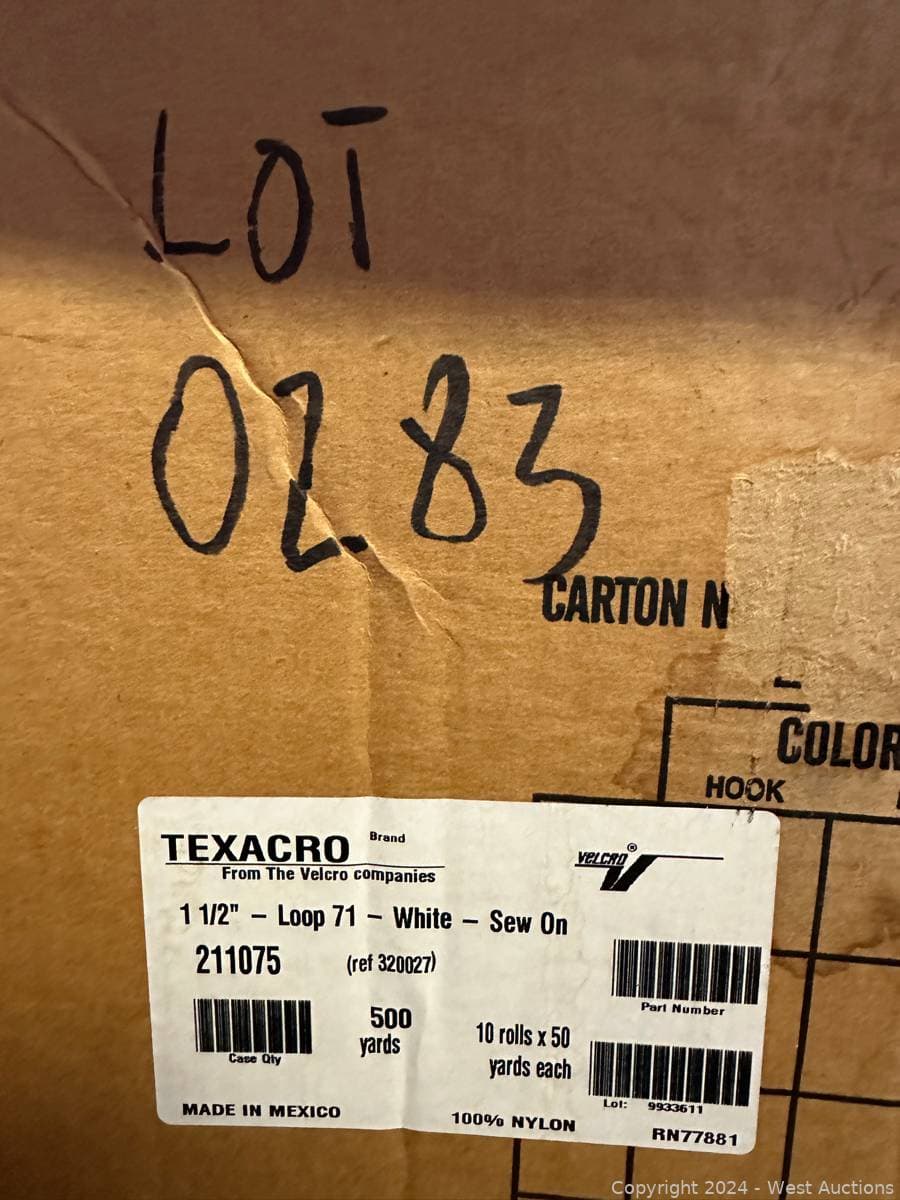 LOT
0283
CARTON N
COLOR
HOOK
TEXACRO Brand
From The Velcro companies
VELCRO®
1 1/2" – Loop 71 – White – Sew On
211075 (ref 320027)
Part Number
500 yards
10 rolls x 50 yards each
Case Qty
Lot: 9933611
MADE IN MEXICO
100% NYLON
RN77881
Copyright 2024 - West Auctions